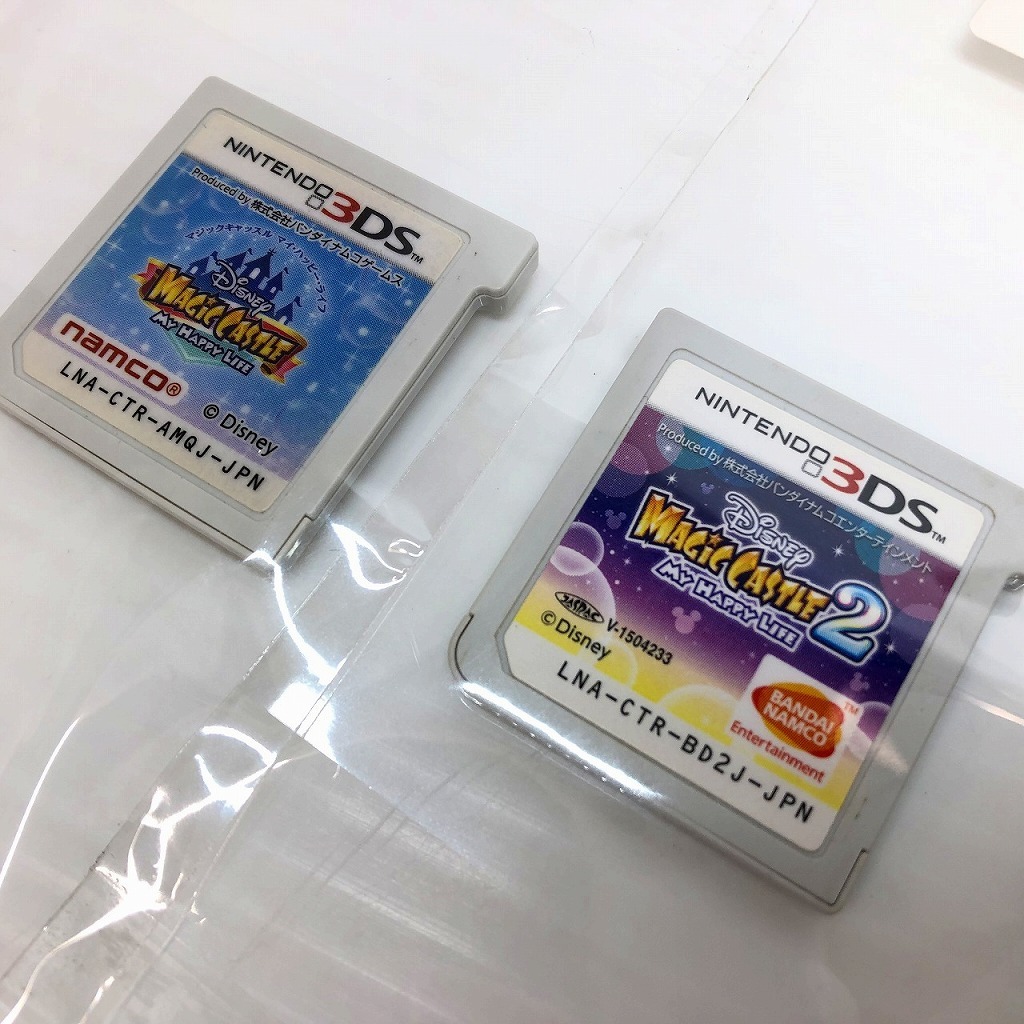 NINTENDO 3DS™
Produced by 株式会社バンダイナムコゲームス
マジックキャッスル マイ・ハッピー・ライフ
Disney
MAGIC CASTLE
MY HAPPY LIFE
namco®
© Disney
LNA-CTR-AMQJ-JPN
NINTENDO 3DS™
Produced by 株式会社バンダイナムコエンターテインメント
Disney
MAGIC CASTLE 2
MY HAPPY LIFE
JASRAC V-1504233
©Disney
BANDAI
NAMCO
™
Entertainment
LNA-CTR-BD2J-JPN